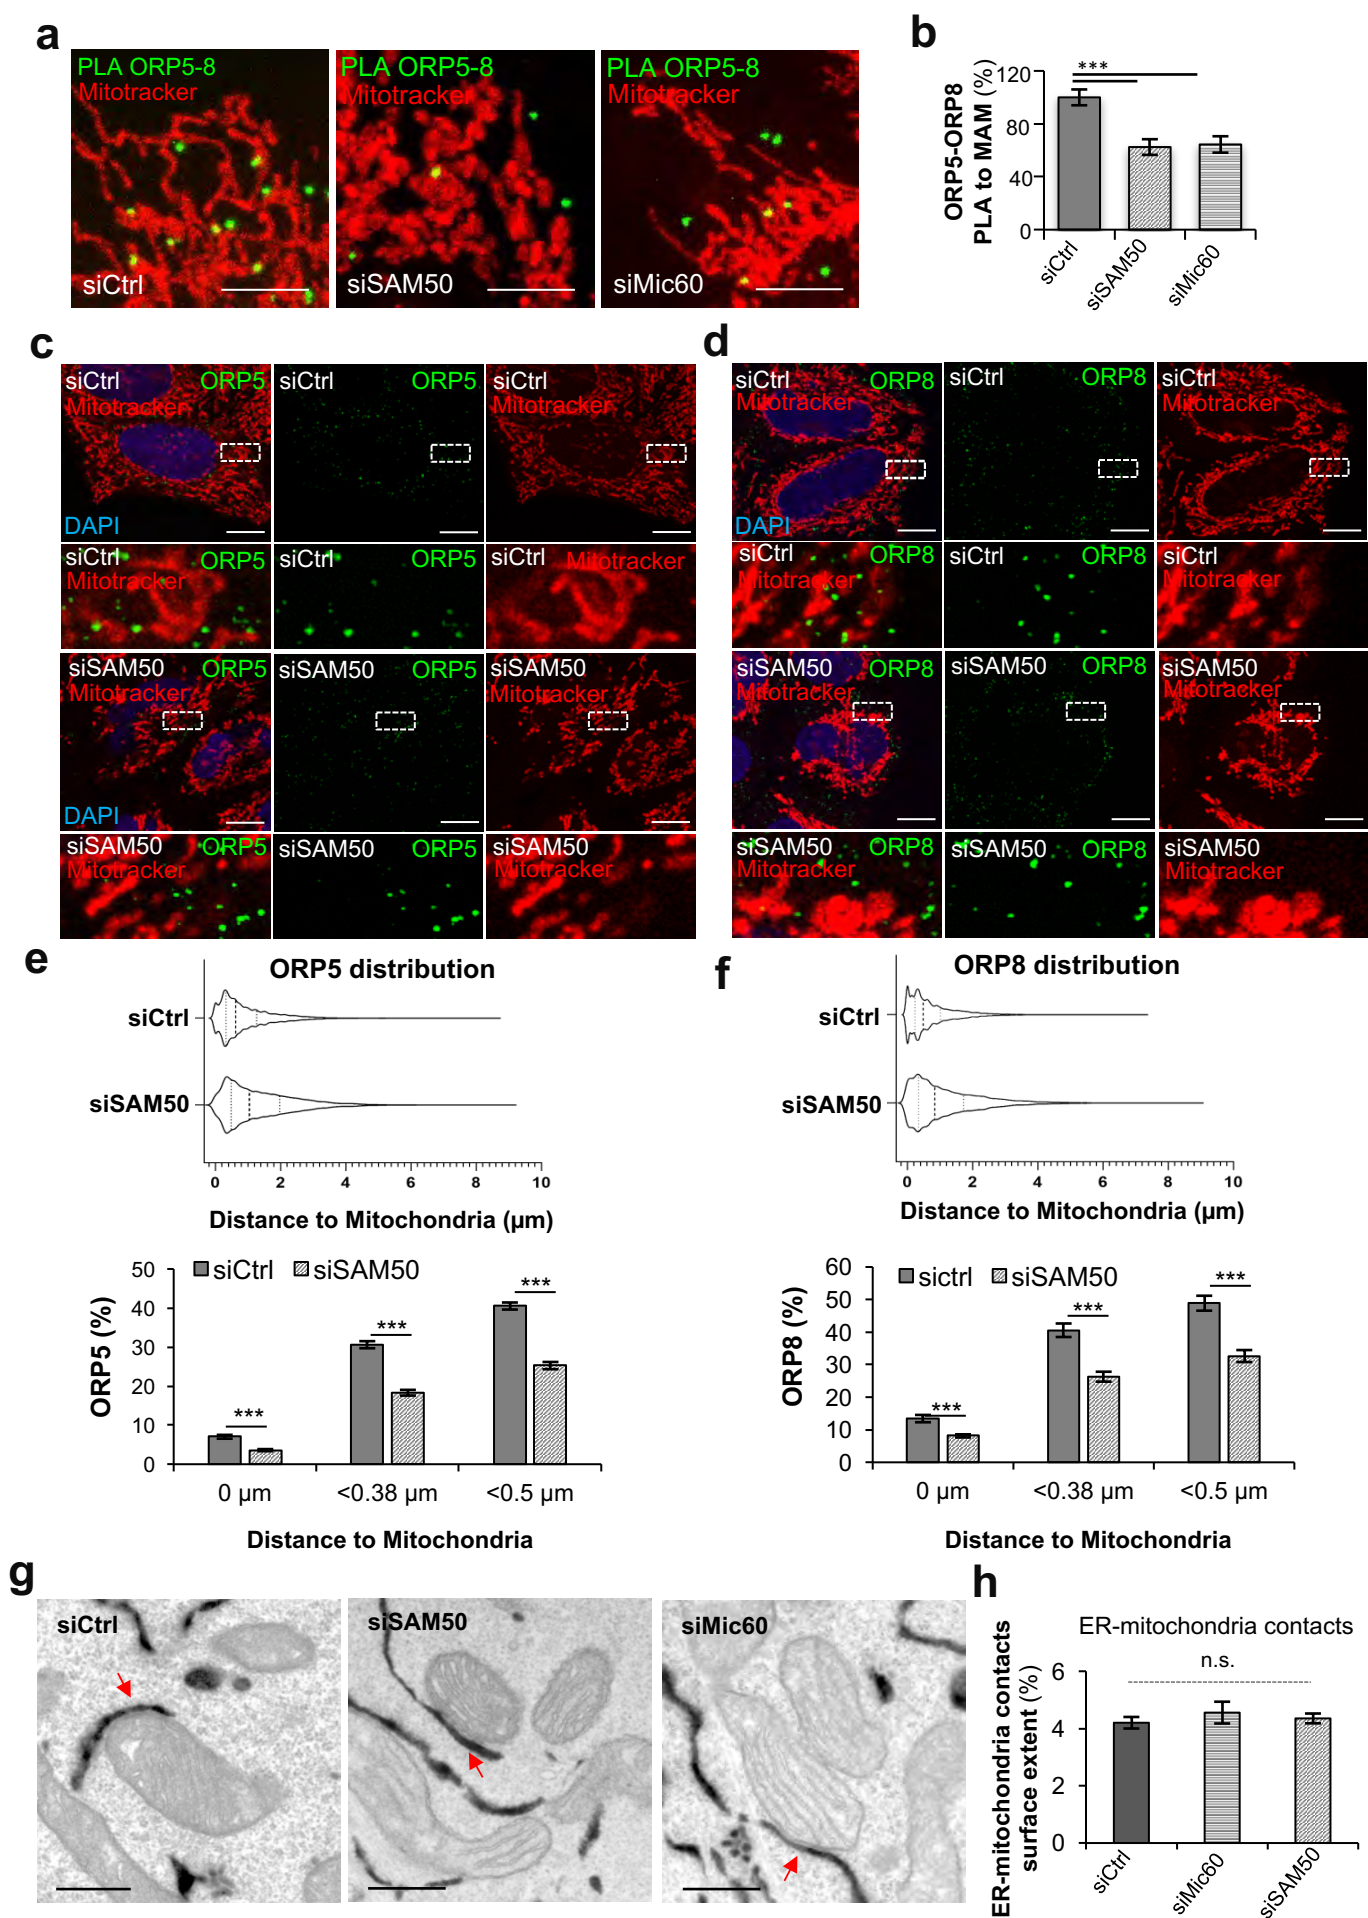 a
PLA ORP5-8
Mitotracker
siCtrl
PLA ORP5-8
Mitotracker
siSAM50
PLA ORP5-8
Mitotracker
siMic60
b
ORP5-ORP8
PLA to MAM (%)
120
80
40
0
***
siCtrl
siSAM50
siMic60
c
siCtrl ORP5
Mitotracker
DAPI
siCtrl ORP5
siCtrl
Mitotracker
siCtrl ORP5
Mitotracker
siCtrl ORP5
siCtrl Mitotracker
siSAM50 ORP5
Mitotracker
DAPI
siSAM50 ORP5
siSAM50
Mitotracker
siSAM50 ORP5
Mitotracker
siSAM50 ORP5
siSAM50
Mitotracker
d
siCtrl ORP8
Mitotracker
DAPI
siCtrl ORP8
siCtrl
Mitotracker
siCtrl ORP8
Mitotracker
siCtrl ORP8
siCtrl
Mitotracker
siSAM50 ORP8
Mitotracker
siSAM50 ORP8
siSAM50
Mitotracker
siSAM50 ORP8
Mitotracker
siSAM50 ORP8
siSAM50
Mitotracker
e
ORP5 distribution
siCtrl
siSAM50
0 2 4 6 8 10
Distance to Mitochondria (µm)
siCtrl siSAM50
ORP5 (%)
50
40
30
20
10
0
***
***
***
0 µm <0.38 µm <0.5 µm
Distance to Mitochondria
f
ORP8 distribution
siCtrl
siSAM50
0 2 4 6 8 10
Distance to Mitochondria (µm)
sictrl siSAM50
ORP8 (%)
60
50
40
30
20
10
0
***
***
***
0 µm <0.38 µm <0.5 µm
Distance to Mitochondria
g
siCtrl
siSAM50
siMic60
h
ER-mitochondria contacts
n.s.
ER-mitochondria contacts
surface extent (%)
6
4
2
0
siCtrl
siMic60
siSAM50